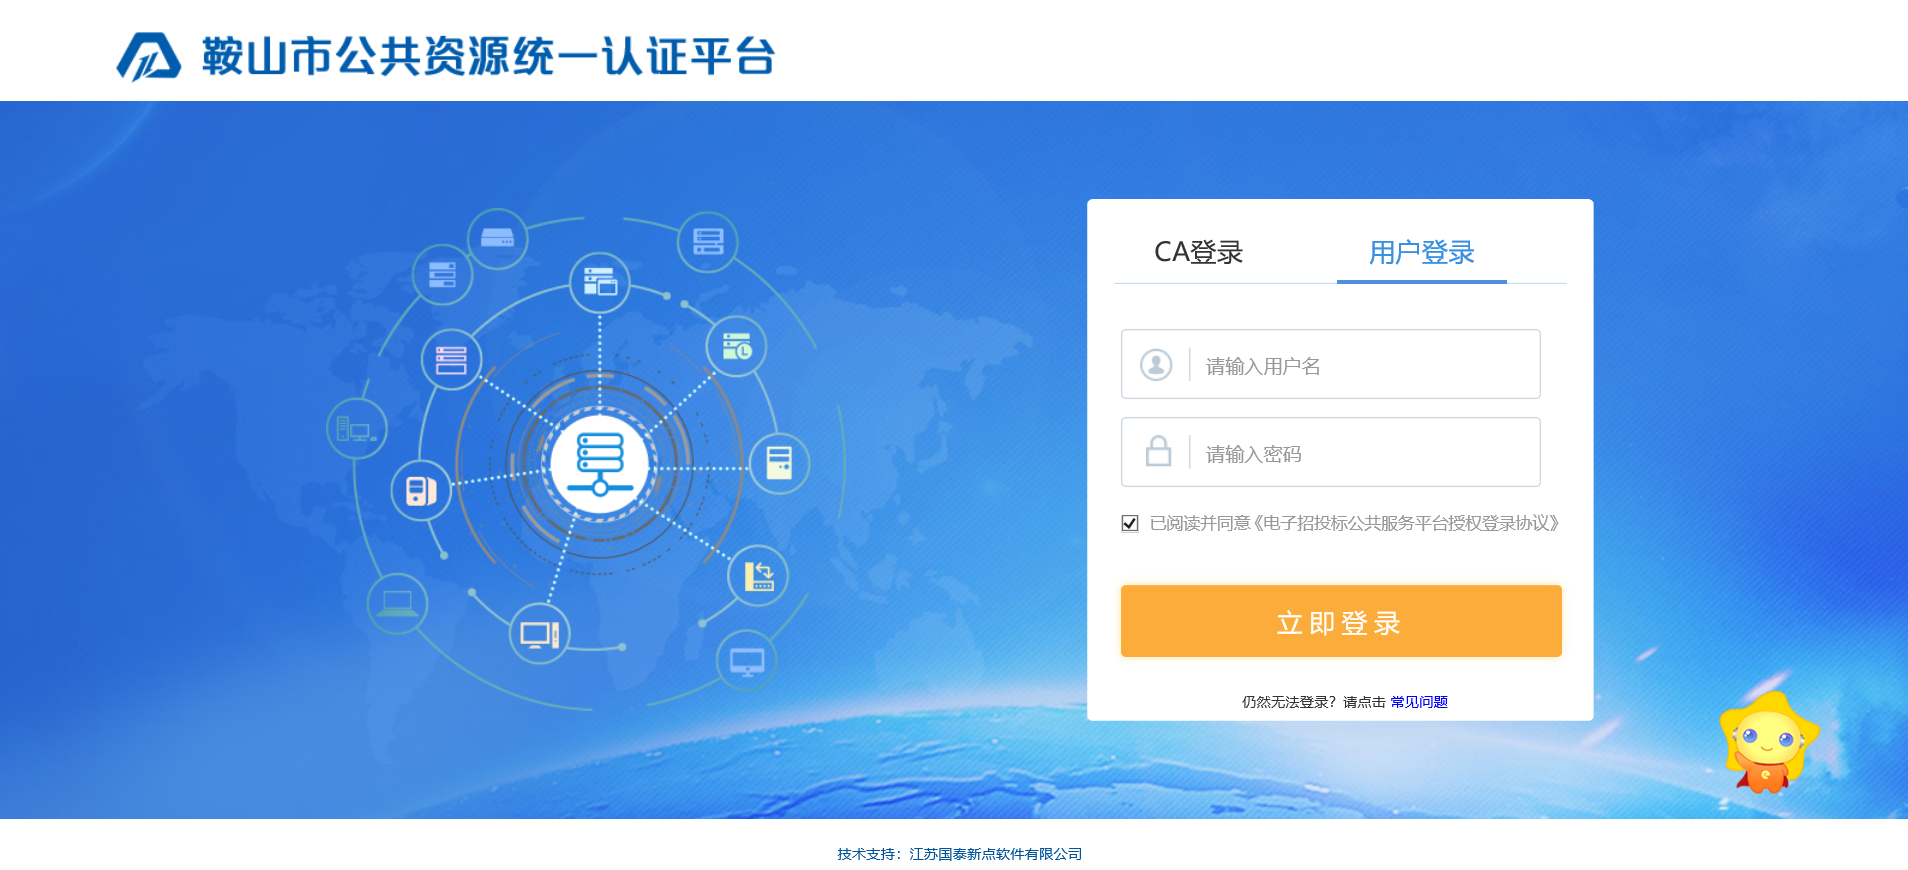 鞍山市公共资源统一认证平台
CA登录
用户登录
请输入用户名
请输入密码
已阅读并同意《电子招投标公共服务平台授权登录协议》
立即登录
仍然无法登录？请点击 常见问题
技术支持：江苏国泰新点软件有限公司